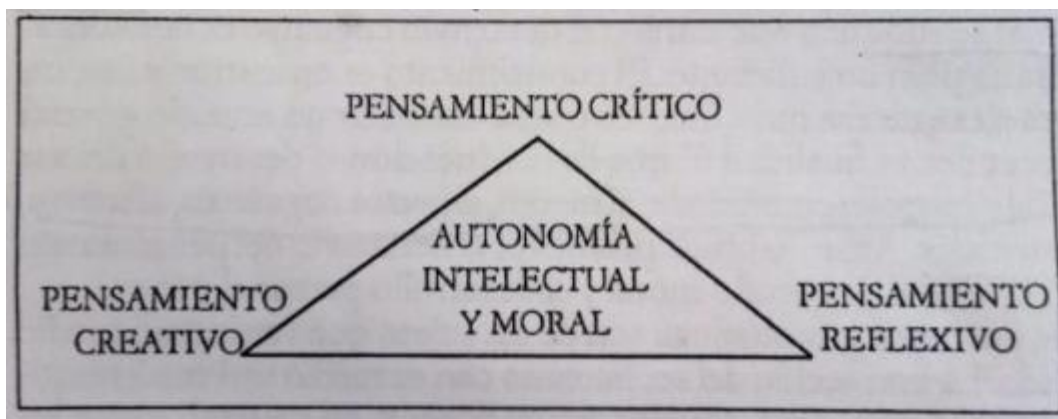 PENSAMIENTO CRÍTICO
AUTONOMÍA
INTELECTUAL
Y MORAL
PENSAMIENTO
CREATIVO
PENSAMIENTO
REFLEXIVO